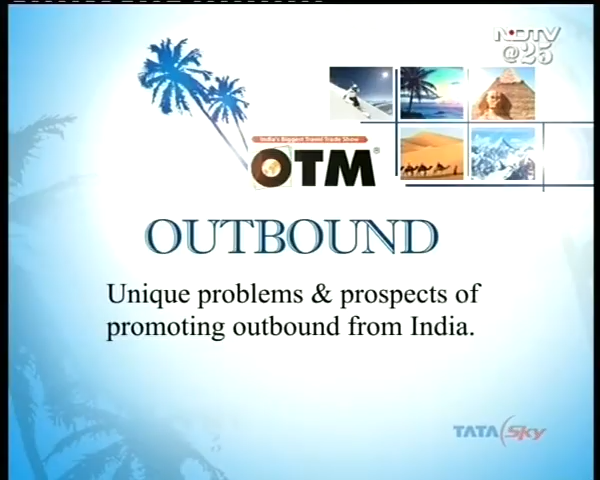 NDTV
@25
India's Biggest Travel Trade Show
OTM®
OUTBOUND
Unique problems & prospects of
promoting outbound from India.
TATA Sky